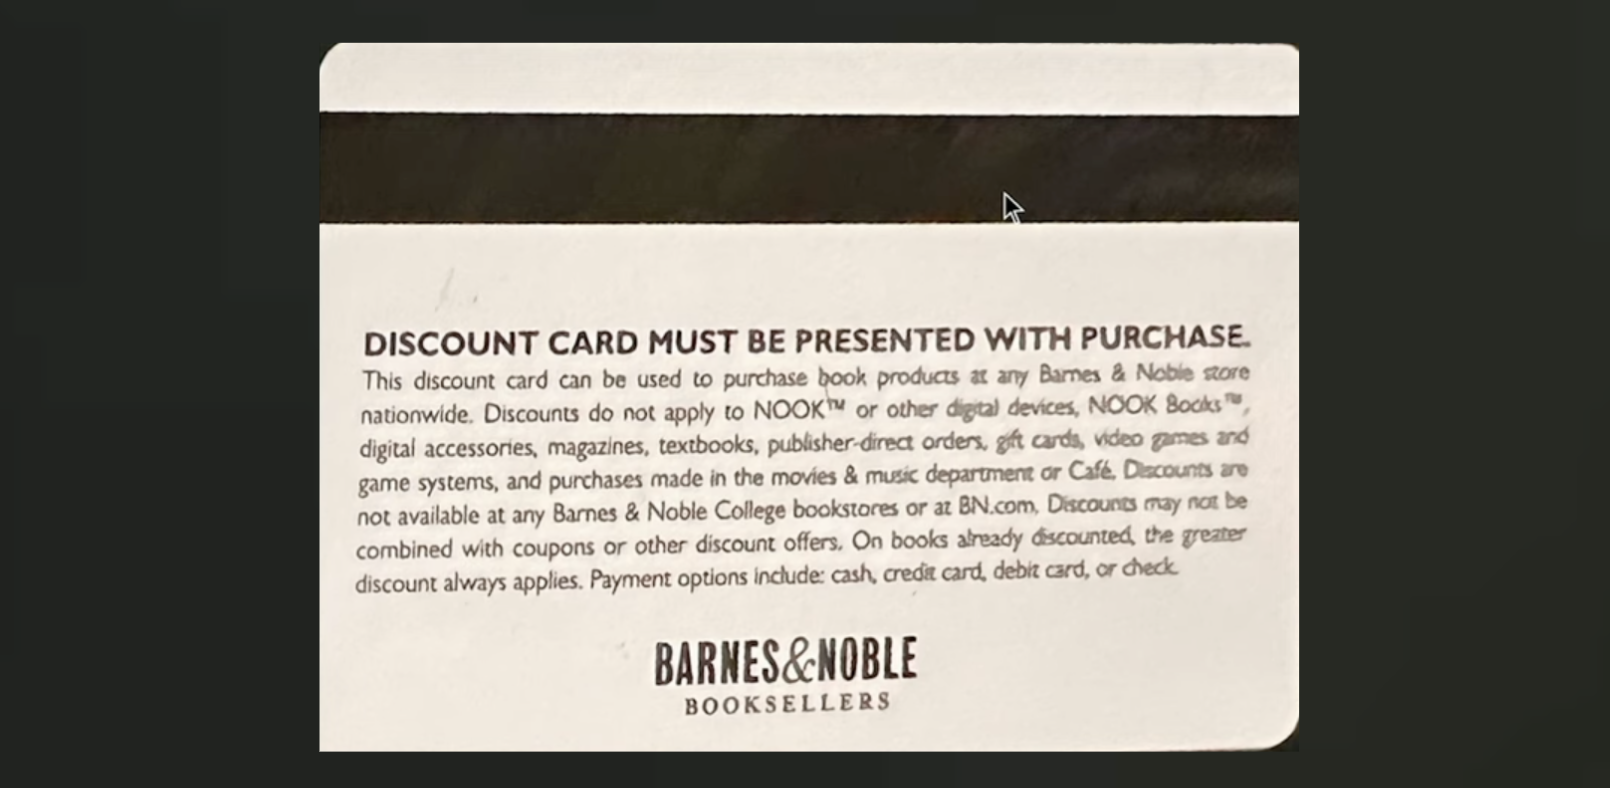 DISCOUNT CARD MUST BE PRESENTED WITH PURCHASE.
This discount card can be used to purchase book products at any Barnes & Noble store
nationwide. Discounts do not apply to NOOK™ or other digital devices, NOOK Books™,
digital accessories, magazines, textbooks, publisher-direct orders, gift cards, video games and
game systems, and purchases made in the movies & music department or Café. Discounts are
not available at any Barnes & Noble College bookstores or at BN.com. Discounts may not be
combined with coupons or other discount offers. On books already discounted, the greater
discount always applies. Payment options include: cash, credit card, debit card, or check.
BARNES&NOBLE
BOOKSELLERS